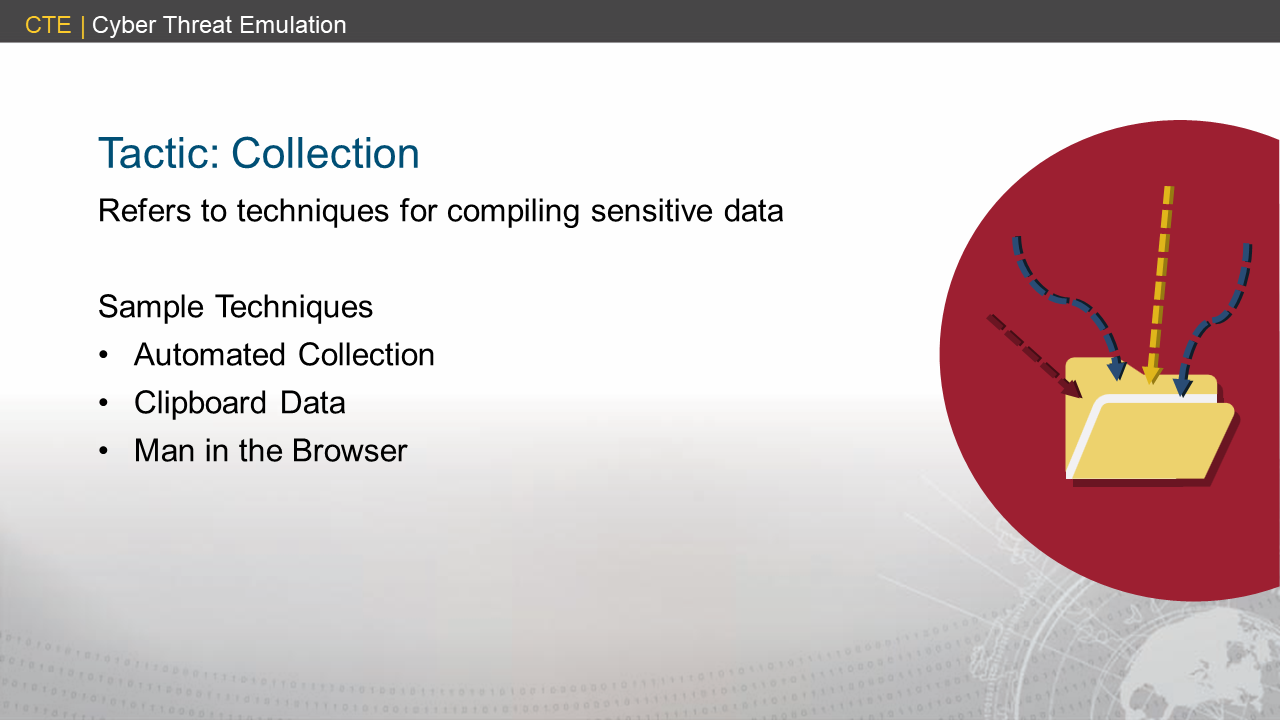 CTE | Cyber Threat Emulation
Tactic: Collection
Refers to techniques for compiling sensitive data
Sample Techniques
• Automated Collection
• Clipboard Data
• Man in the Browser